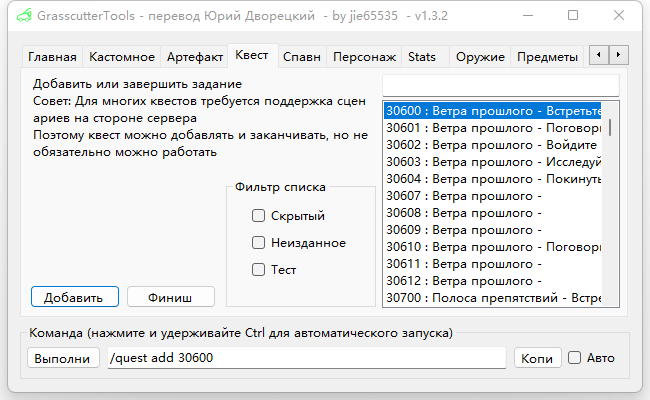 GrasscutterTools - перевод Юрий Дворецкий - by jie65535 - v1.3.2
Главная Кастомное Артефакт Квест Спавн Персонаж Stats Оружие Предметы
Добавить или завершить задание
Совет: Для многих квестов требуется поддержка сцен
ариев на стороне сервера
Поэтому квест можно добавлять и заканчивать, но не
обязательно можно работать
Фильтр списка
Скрытый
Неизданное
Тест
Добавить Финиш
30600 : Ветра прошлого - Встретьте
30601 : Ветра прошлого - Поговори
30602 : Ветра прошлого - Войдите
30603 : Ветра прошлого - Исследуй
30604 : Ветра прошлого - Покинуть
30607 : Ветра прошлого -
30608 : Ветра прошлого -
30609 : Ветра прошлого -
30610 : Ветра прошлого - Поговори
30611 : Ветра прошлого -
30612 : Ветра прошлого -
30700 : Полоса препятствий - Встре
Команда (нажмите и удерживайте Ctrl для автоматического запуска)
Выполни /quest add 30600 Копи Авто